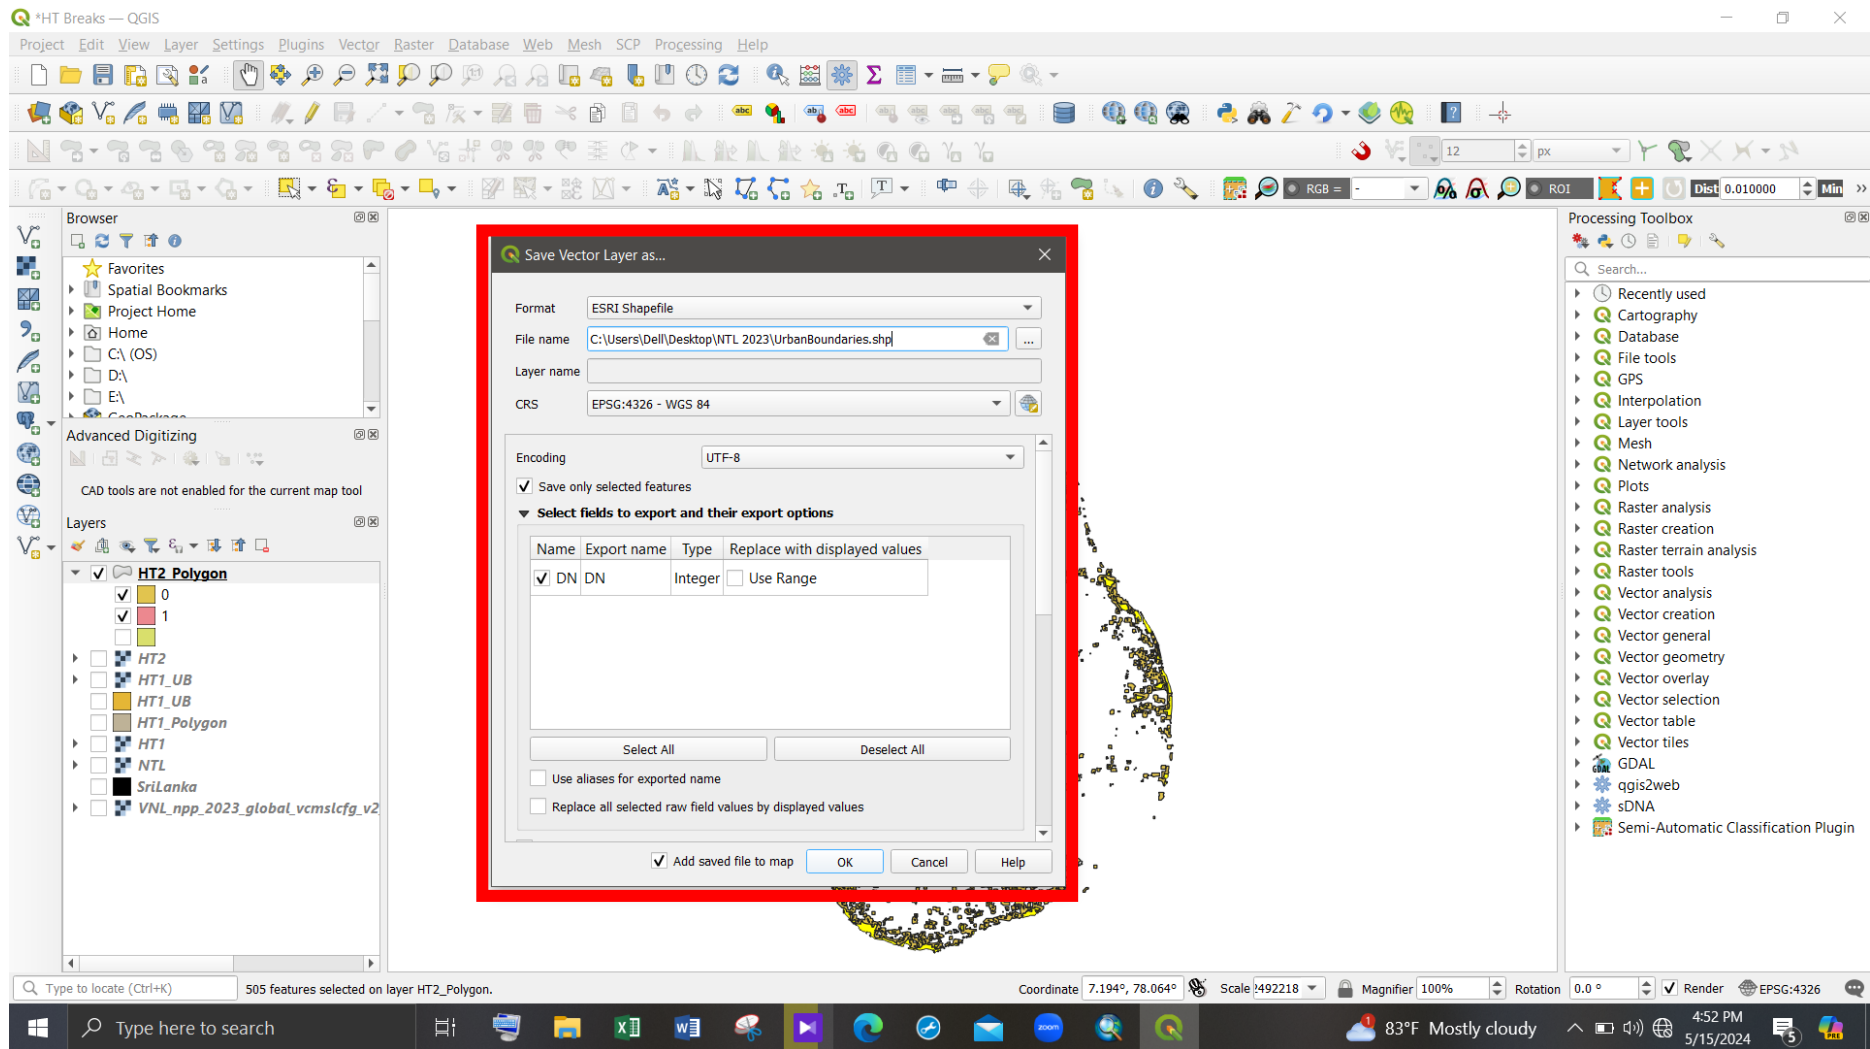 *HT Breaks — QGIS
Project Edit View Layer Settings Plugins Vector Raster Database Web Mesh SCP Processing Help
12 px
RGB = - ROI Dist 0.010000 Min »
Browser
Favorites
Spatial Bookmarks
Project Home
Home
C:\ (OS)
D:\
E:\
GeoPackage
Advanced Digitizing
CAD tools are not enabled for the current map tool
Layers
HT2_Polygon
0
1
HT2
HT1_UB
HT1_UB
HT1_Polygon
HT1
NTL
SriLanka
VNL_npp_2023_global_vcmslcfg_v2
Save Vector Layer as...
Format ESRI Shapefile
File name C:\Users\Dell\Desktop\NTL 2023\UrbanBoundaries.shp ...
Layer name
CRS EPSG:4326 - WGS 84
Encoding UTF-8
Save only selected features
Select fields to export and their export options
Name Export name Type Replace with displayed values
DN DN Integer Use Range
Select All Deselect All
Use aliases for exported name
Replace all selected raw field values by displayed values
Add saved file to map OK Cancel Help
Processing Toolbox
Search...
Recently used
Cartography
Database
File tools
GPS
Interpolation
Layer tools
Mesh
Network analysis
Plots
Raster analysis
Raster creation
Raster terrain analysis
Raster tools
Vector analysis
Vector creation
Vector general
Vector geometry
Vector overlay
Vector selection
Vector table
Vector tiles
GDAL
qgis2web
sDNA
Semi-Automatic Classification Plugin
Type to locate (Ctrl+K) 505 features selected on layer HT2_Polygon. Coordinate 7.194°, 78.064° Scale 2492218 Magnifier 100% Rotation 0.0 ° Render EPSG:4326
Type here to search zoom 1 83°F Mostly cloudy 4:52 PM 5
5/15/2024